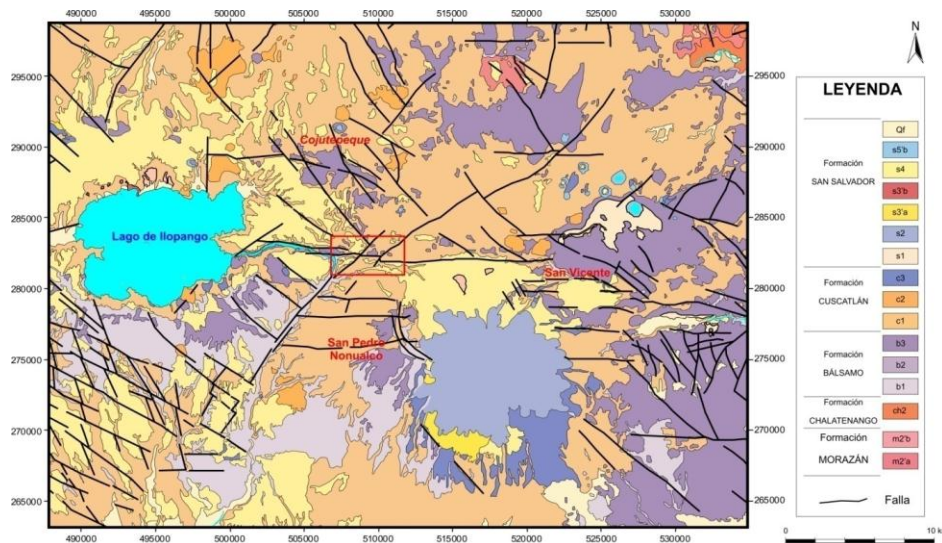 490000 495000 500000 505000 510000 515000 520000 525000 530000
N
295000 295000
290000 290000
285000 285000
280000 280000
275000 275000
270000 270000
265000 265000
Cojutepeque
Lago de Ilopango
San Vicente
San Pedro
Nonualco
490000 495000 500000 505000 510000 515000 520000 525000 530000
LEYENDA
Formación
SAN SALVADOR
Qf
s5'b
s4
s3'b
s3'a
s2
s1
Formación
CUSCATLÁN
c3
c2
c1
Formación
BÁLSAMO
b3
b2
b1
Formación
CHALATENANGO
ch2
Formación
MORAZÁN
m2'b
m2'a
Falla
0 10 k